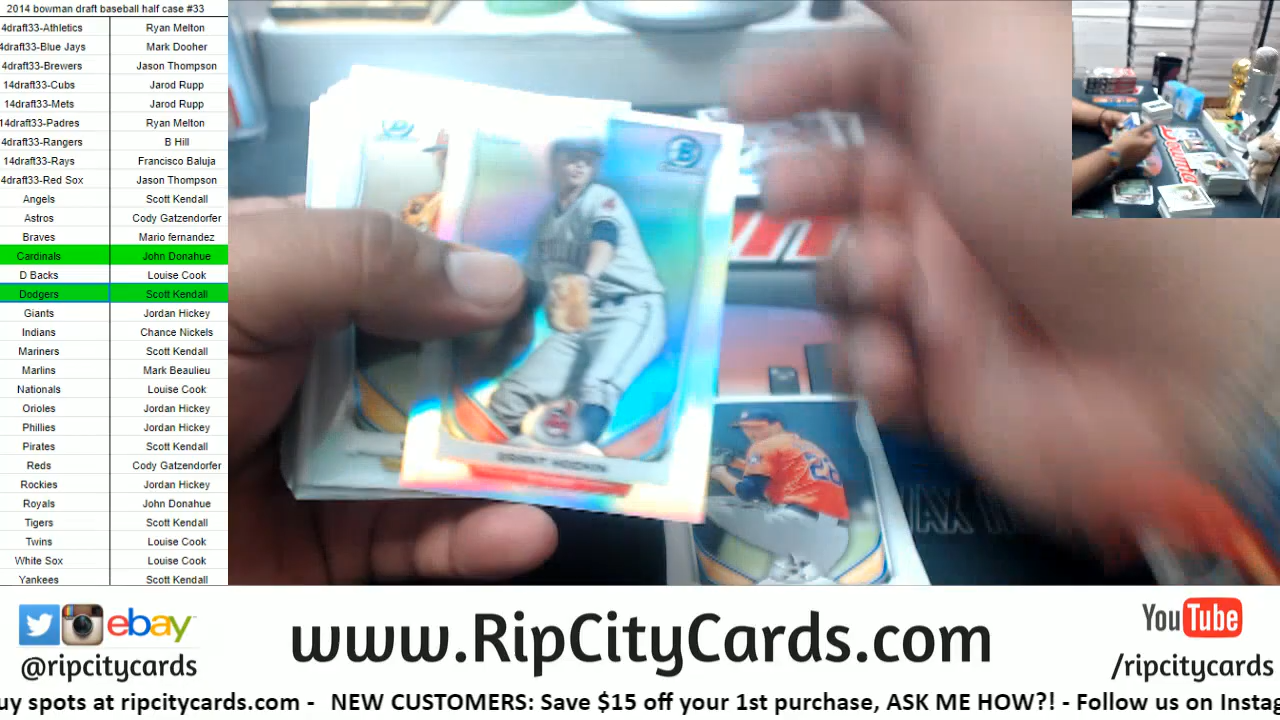 2014 bowman draft baseball half case #33
4draft33-Athletics Ryan Melton
4draft33-Blue Jays Mark Dooher
4draft33-Brewers Jason Thompson
14draft33-Cubs Jarod Rupp
14draft33-Mets Jarod Rupp
14draft33-Padres Ryan Melton
4draft33-Rangers B Hill
14draft33-Rays Francisco Baluja
4draft33-Red Sox Jason Thompson
Angels Scott Kendall
Astros Cody Gatzendorfer
Braves Mario fernandez
Cardinals John Donahue
D Backs Louise Cook
Dodgers Scott Kendall
Giants Jordan Hickey
Indians Chance Nickels
Mariners Scott Kendall
Marlins Mark Beaulieu
Nationals Louise Cook
Orioles Jordan Hickey
Phillies Jordan Hickey
Pirates Scott Kendall
Reds Cody Gatzendorfer
Rockies Jordan Hickey
Royals John Donahue
Tigers Scott Kendall
Twins Louise Cook
White Sox Louise Cook
Yankees Scott Kendall
22
ebay
@ripcitycards
www.RipCityCards.com
YouTube
/ripcitycards
uy spots at ripcitycards.com - NEW CUSTOMERS: Save $15 off your 1st purchase, ASK ME HOW?! - Follow us on Instag